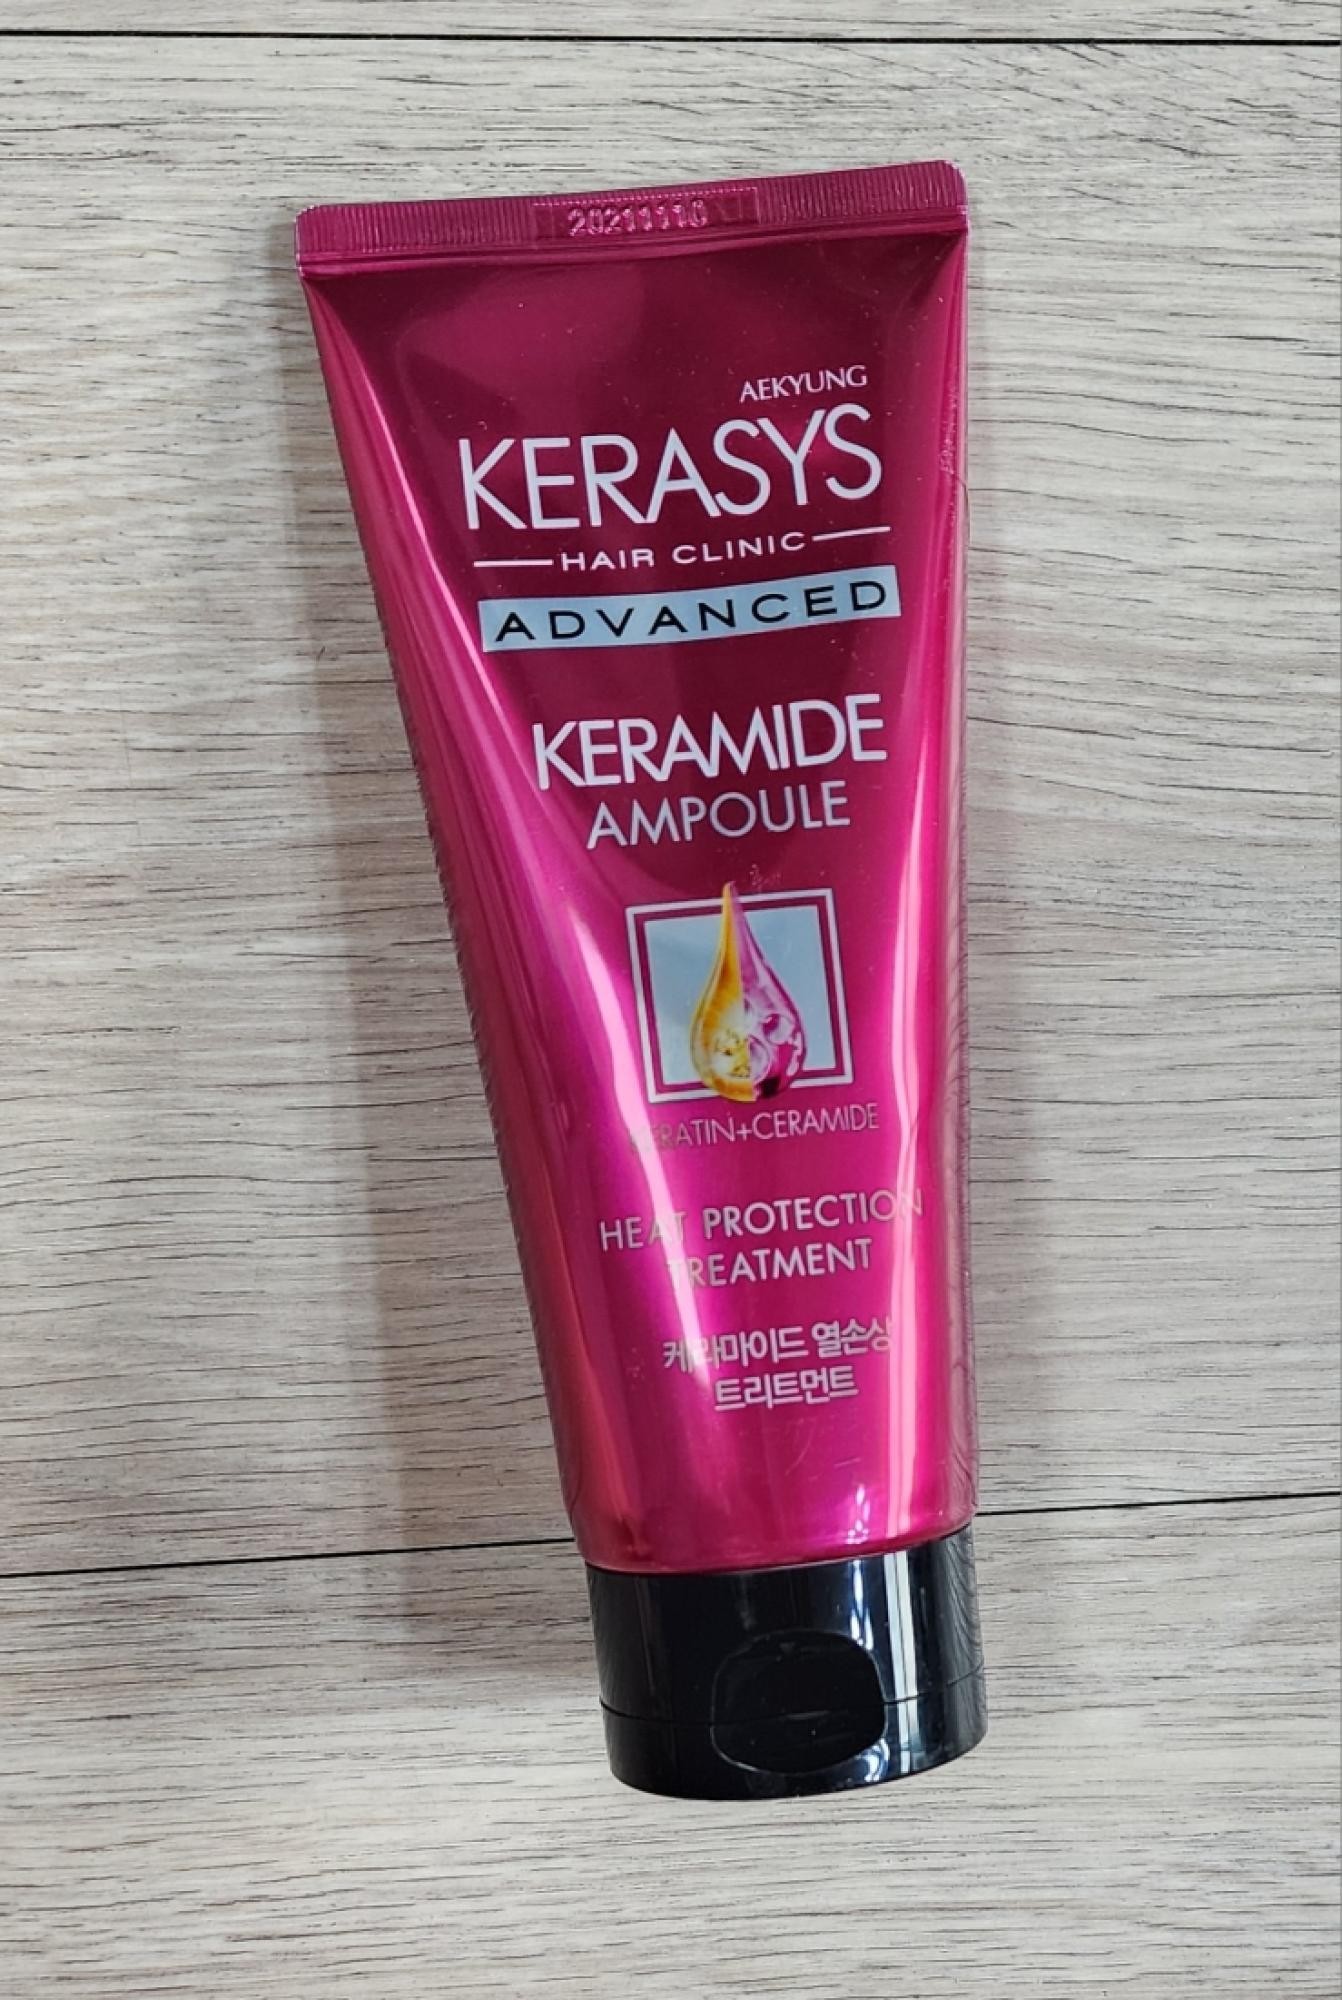 AEKYUNG
KERASYS
HAIR CLINIC
ADVANCED
KERAMIDE
AMPOULE
KERATIN+CERAMIDE
HEAT PROTECTION
TREATMENT
케라마이드 열손상
트리트먼트